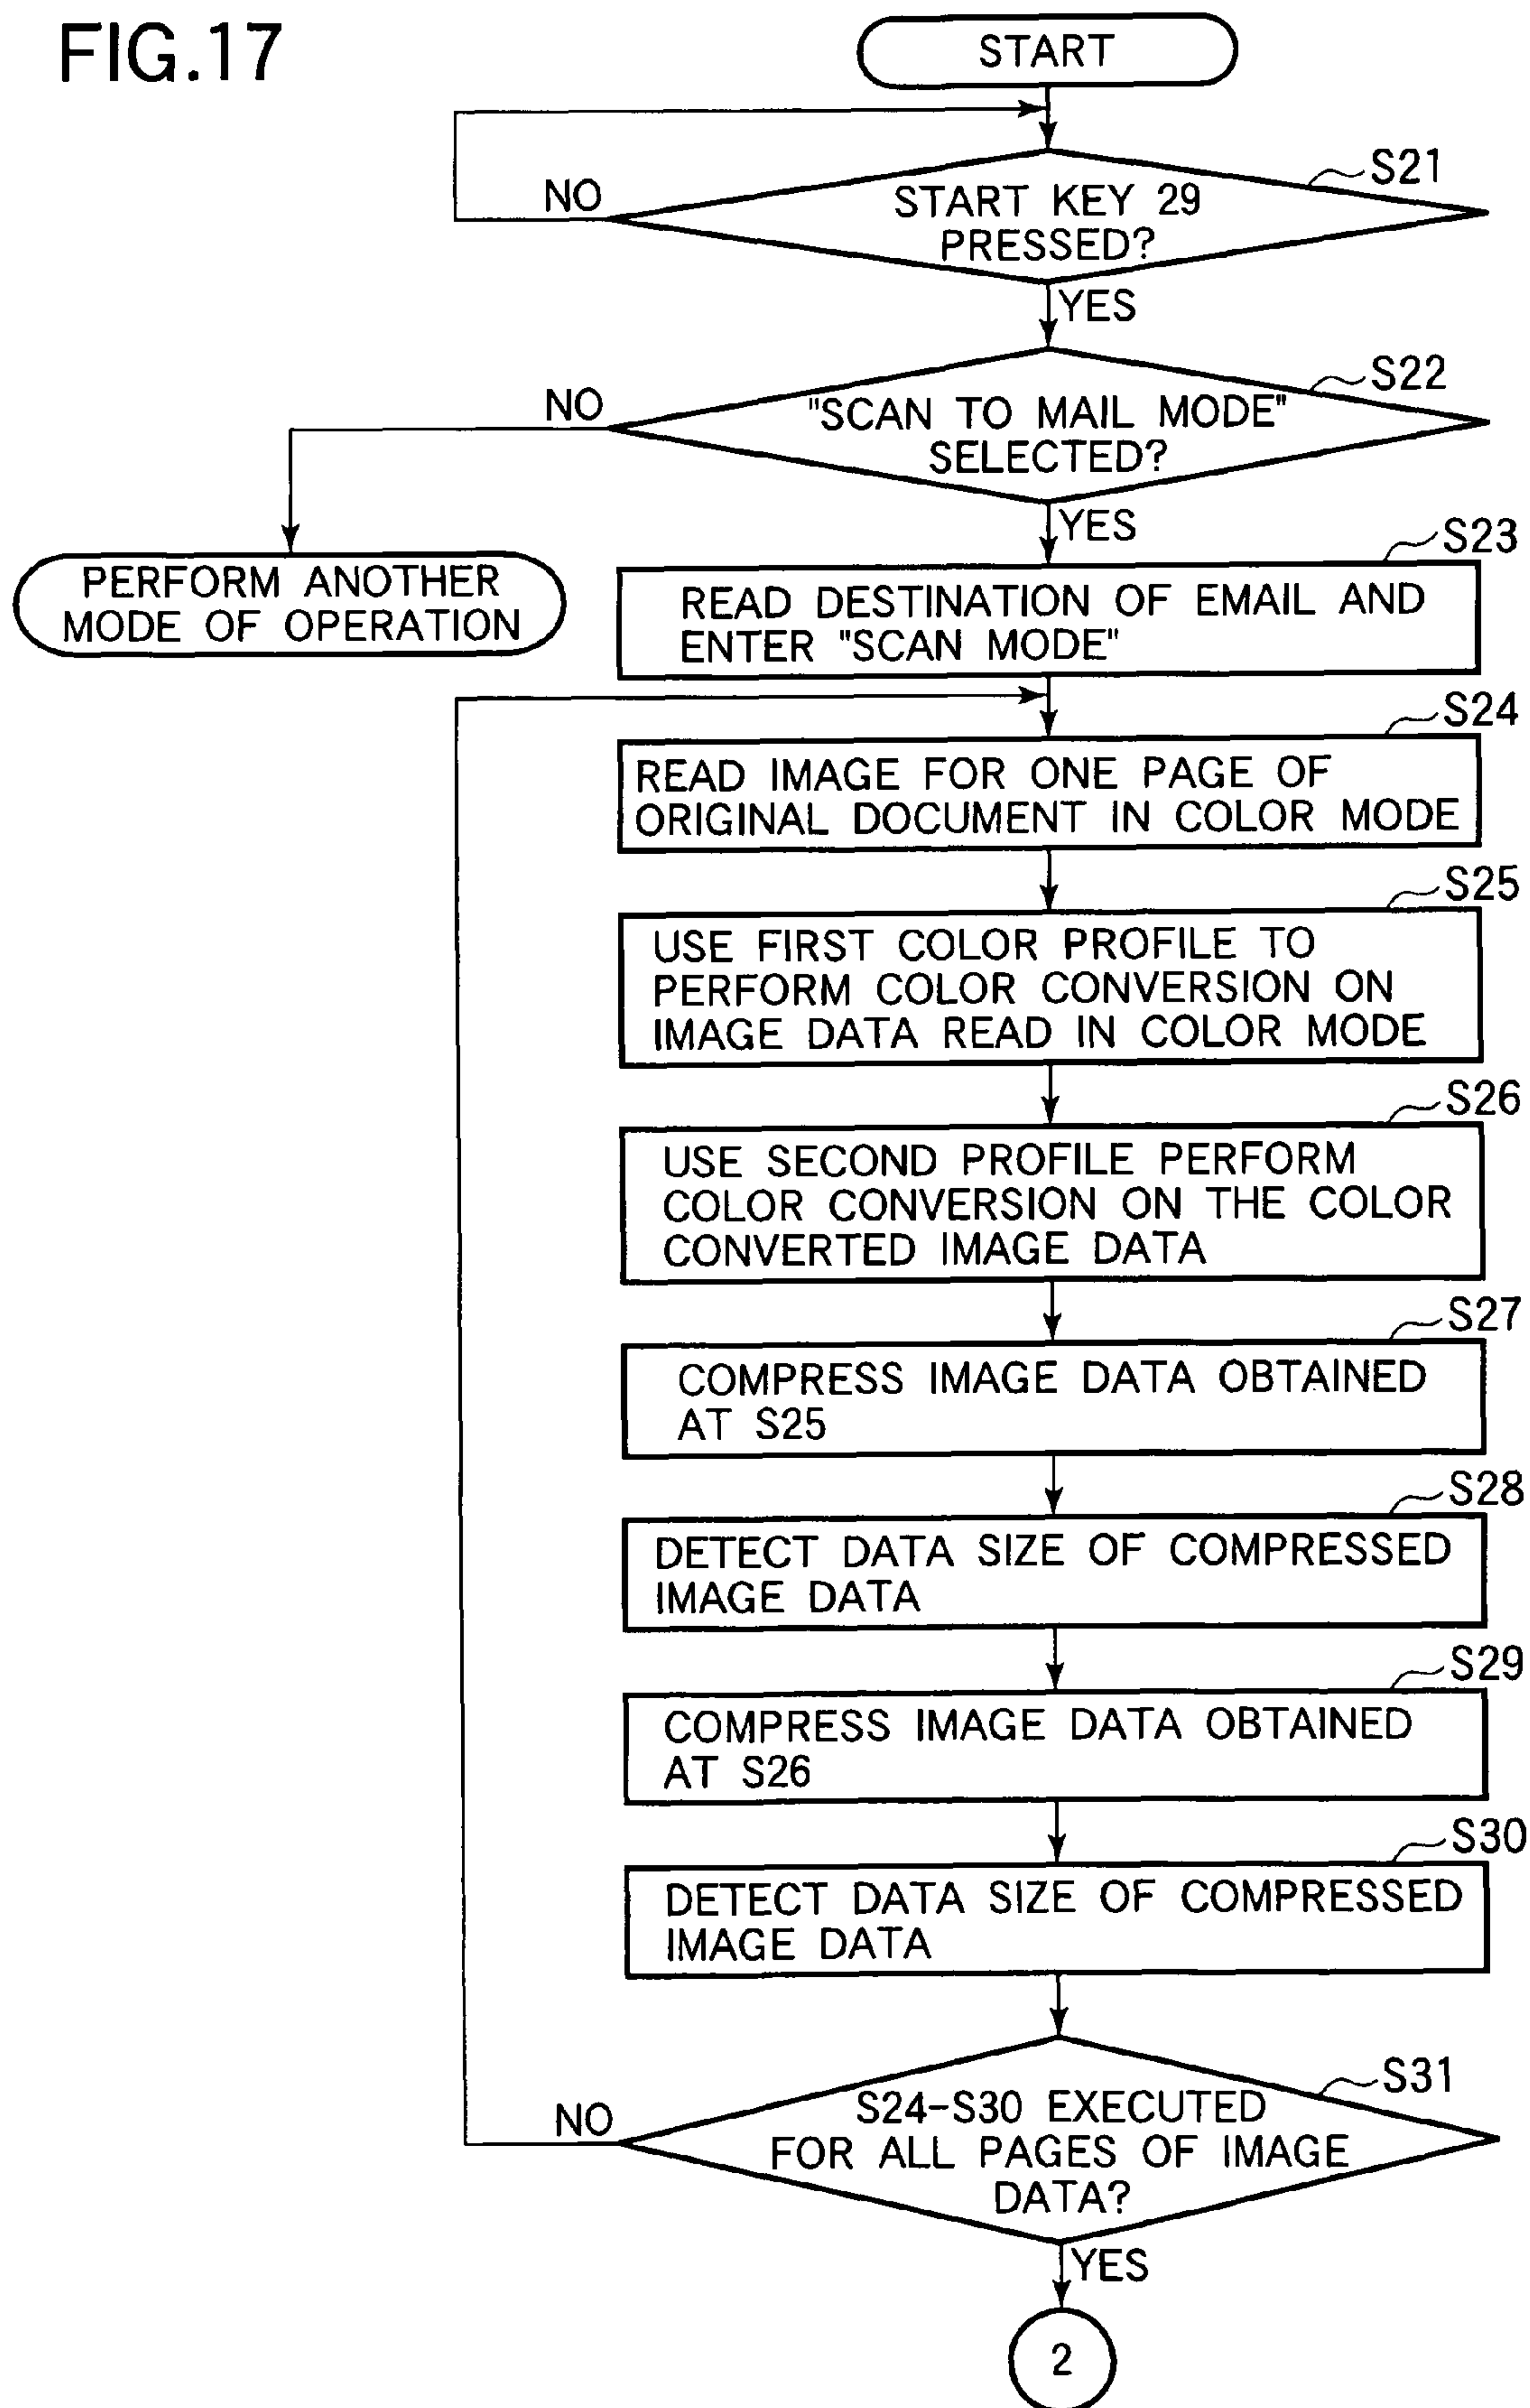 FIG.17
START
S21
NO
START KEY 29
PRESSED?
YES
S22
NO
"SCAN TO MAIL MODE"
SELECTED?
YES
PERFORM ANOTHER
MODE OF OPERATION
S23
READ DESTINATION OF EMAIL AND
ENTER "SCAN MODE"
S24
READ IMAGE FOR ONE PAGE OF
ORIGINAL DOCUMENT IN COLOR MODE
S25
USE FIRST COLOR PROFILE TO
PERFORM COLOR CONVERSION ON
IMAGE DATA READ IN COLOR MODE
S26
USE SECOND PROFILE PERFORM
COLOR CONVERSION ON THE COLOR
CONVERTED IMAGE DATA
S27
COMPRESS IMAGE DATA OBTAINED
AT S25
S28
DETECT DATA SIZE OF COMPRESSED
IMAGE DATA
S29
COMPRESS IMAGE DATA OBTAINED
AT S26
S30
DETECT DATA SIZE OF COMPRESSED
IMAGE DATA
S31
NO
S24-S30 EXECUTED
FOR ALL PAGES OF IMAGE
DATA?
YES
2